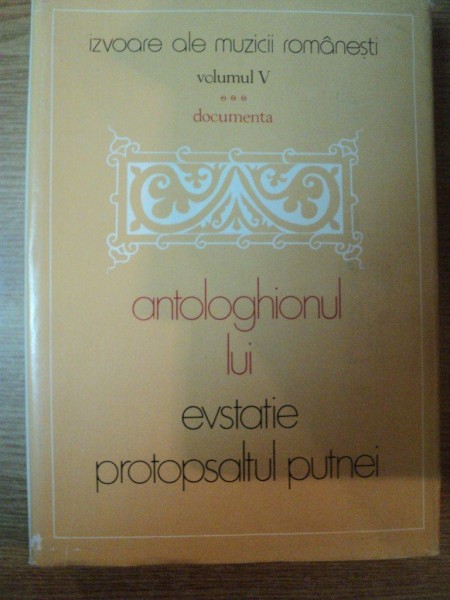 izvoare ale muzicii românești
volumul V
***
documenta
antologhionul
lui
evstatie
protopsaltul putnei